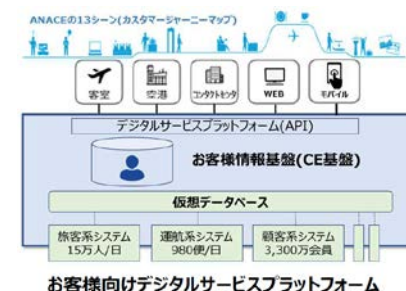 ANACEの13シーン(カスタマージャーニーマップ)
客室
空港
コンタクトセンタ
WEB
モバイル
デジタルサービスプラットフォーム(API)
お客様情報基盤(CE基盤)
仮想データベース
旅客系システム
15万人/日
運航系システム
980便/日
顧客系システム
3,300万会員
お客様向けデジタルサービスプラットフォーム